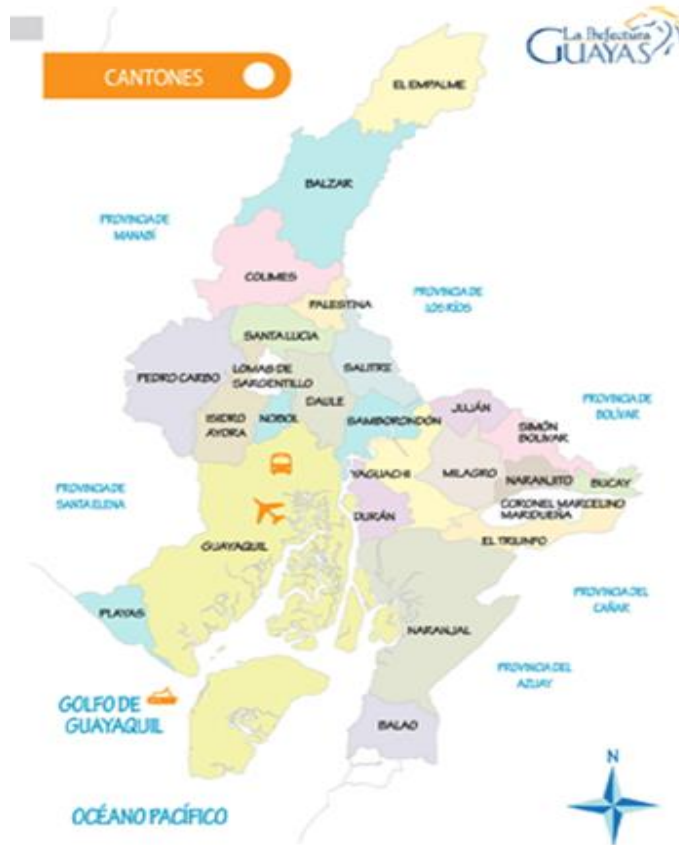 La Prefectura
GUAYAS
CANTONES
EL EMPALME
BALZAR
PROVINCIA DE
MANABÍ
COLIMES
PALESTINA
PROVINCIA DE
LOS RÍOS
SANTA LUCIA
PEDRO CARBO
LOMAS DE
SARGENTILLO
SALITRE
DAULE
ISIDRO
AYORA
NOBOL
SAMBORONDÓN
JUJÁN
SIMÓN
BOLIVAR
PROVINCIA DE
BOLÍVAR
YAGUACHI
MILAGRO
NARANJITO
BUCAY
PROVINCIA DE
SANTA ELENA
DURÁN
CORONEL MARCELINO
MARIDUEÑA
EL TRIUNFO
GUAYAQUIL
PLAYAS
NARANJAL
PROVINCIA DEL
CAÑAR
PROVINCIA DEL
AZUAY
GOLFO DE
GUAYAQUIL
BALAO
N
OCÉANO PACÍFICO